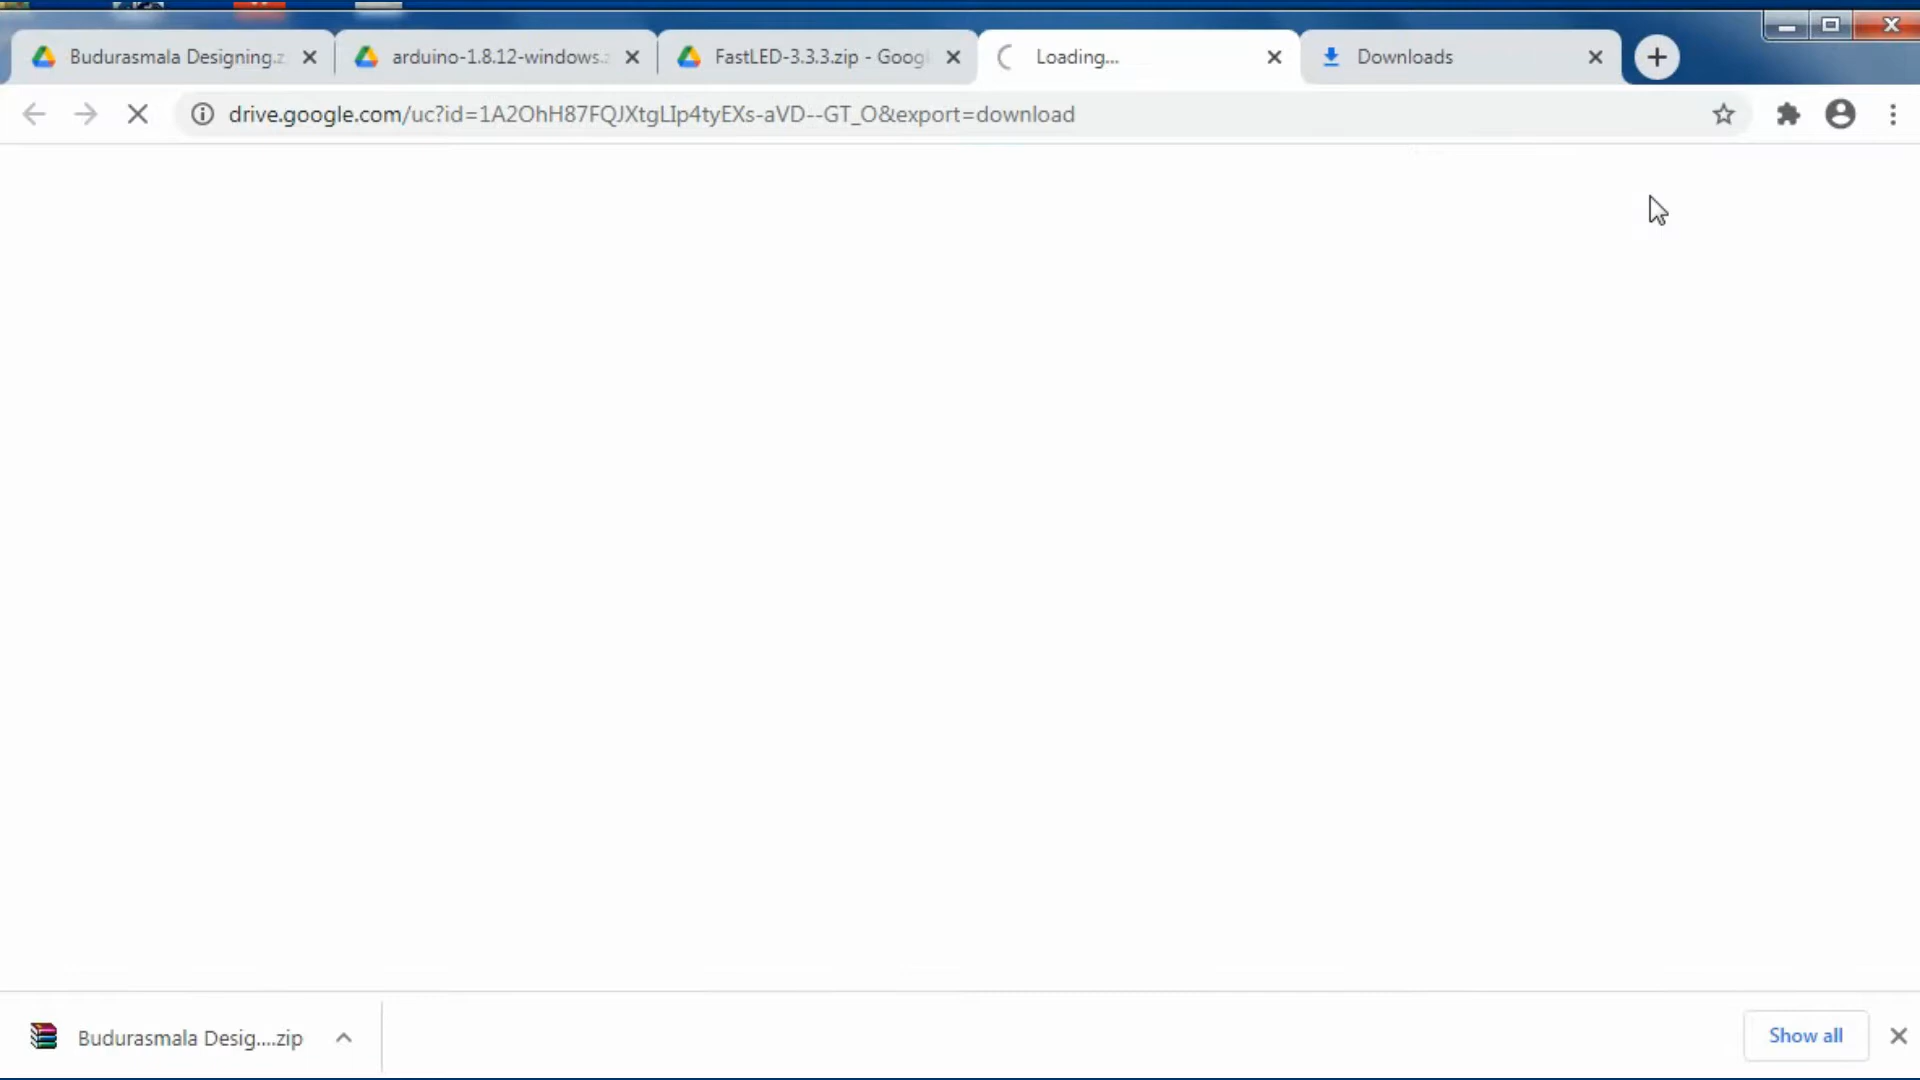 Budurasmala Designing.z
arduino-1.8.12-windows.z
FastLED-3.3.3.zip - Goog
Loading...
Downloads
drive.google.com/uc?id=1A2OhH87FQJXtgLIp4tyEXs-aVD--GT_O&export=download
Budurasmala Desig....zip
Show all